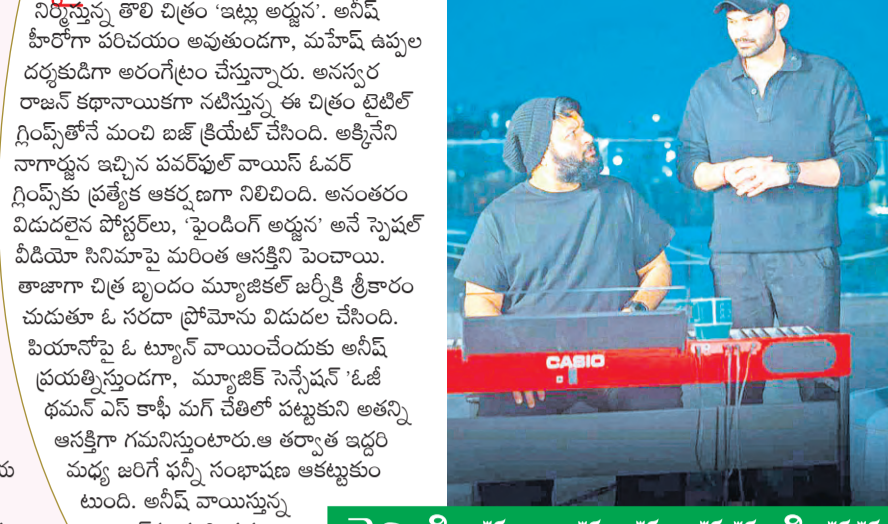 నిర్మిస్తున్న తొలి చిత్రం ‘ఇట్లు అర్జున’. అనీష్
హీరోగా పరిచయం అవుతుండగా, మహేష్ ఉప్పల
దర్శకుడిగా అరంగేట్రం చేస్తున్నారు. అనస్వర
రాజన్ కథానాయికగా నటిస్తున్న ఈ చిత్రం టైటిల్
గ్లింప్స్‌తోనే మంచి బజ్ క్రియేట్ చేసింది. అక్కినేని
నాగార్జున ఇచ్చిన పవర్‌ఫుల్ వాయిస్ ఓవర్
గ్లింప్స్‌కు ప్రత్యేక ఆకర్షణగా నిలిచింది. అనంతరం
విడుదలైన పోస్టర్‌లు, ‘ఫైండింగ్ అర్జున’ అనే స్పెషల్
వీడియో సినిమాపై మరింత ఆసక్తిని పెంచాయి.
తాజాగా చిత్ర బృందం మ్యూజికల్ జర్నీకి శ్రీకారం
చుడుతూ ఓ సరదా ప్రోమోను విడుదల చేసింది.
పియానోపై ఓ ట్యూన్ వాయించేందుకు అనీష్
ప్రయత్నిస్తుండగా, మ్యూజిక్ సెన్సేషన్ 'ఓజీ
థమన్ ఎస్ కాఫీ మగ్ చేతిలో పట్టుకుని అతన్ని
ఆసక్తిగా గమనిస్తుంటారు.ఆ తర్వాత ఇద్దరి
మధ్య జరిగే ఫన్నీ సంభాషణ ఆకట్టుకుం
టుంది. అనీష్ వాయిస్తున్న
CASIO